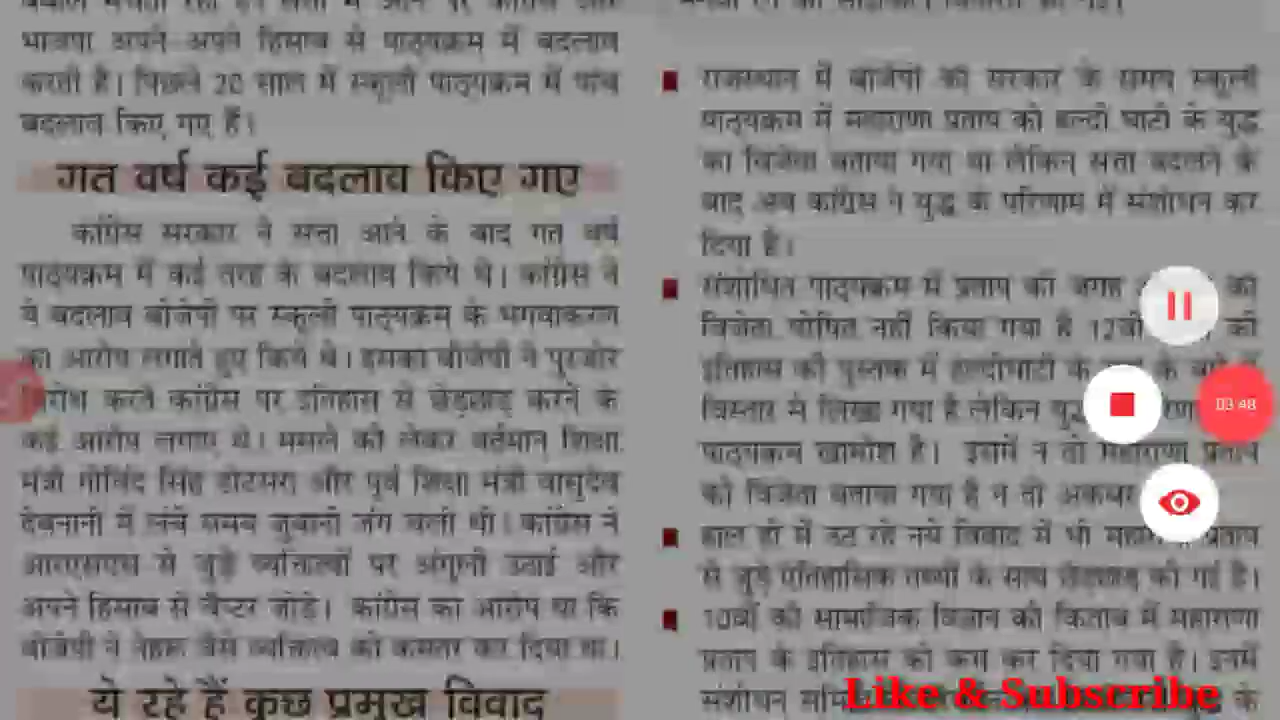 भाजपा अपने-अपने हिसाब से पाठ्यक्रम में बदलाव
करती है। पिछले 20 साल में स्कूली पाठ्यक्रम में पांच
बदलाव किए गए हैं।
गत वर्ष कई बदलाव किए गए
कांग्रेस सरकार ने सत्ता आने के बाद गत वर्ष
पाठ्यक्रम में कई तरह के बदलाव किये थे। कांग्रेस ने
ये बदलाव बीजेपी पर स्कूली पाठ्यक्रम के भगवाकरण
का आरोप लगाते हुए किये थे। इसका बीजेपी ने पुरजोर
विरोध करते कांग्रेस पर इतिहास से छेड़छाड़ करने के
कई आरोप लगाए थे। मामले को लेकर वर्तमान शिक्षा
मंत्री गोविंद सिंह डोटासरा और पूर्व शिक्षा मंत्री वासुदेव
देवनानी में लंबे समय जुबानी जंग चली थी। कांग्रेस ने
आरएसएस से जुड़े व्यक्तित्वों पर अंगुली उठाई और
अपने हिसाब से चैप्टर जोड़े। कांग्रेस का आरोप था कि
बीजेपी ने नेहरू जैसे व्यक्तित्व को कमतर कर दिया था।
ये रहे हैं कुछ प्रमुख विवाद
राजस्थान में बीजेपी की सरकार के समय स्कूली
पाठ्यक्रम में महाराणा प्रताप को हल्दी घाटी के युद्ध
का विजेता बताया गया था लेकिन सत्ता बदलने के
बाद अब कांग्रेस ने युद्ध के परिणाम में संशोधन कर
दिया है।
संशोधित पाठ्यक्रम में प्रताप की जगह को
विजेता घोषित नहीं किया गया है 12वीं की
इतिहास की पुस्तक में हल्दीघाटी के के बारे में
विस्तार से लिखा गया है लेकिन
पाठ्यक्रम खामोश है। इसमें न तो महाराणा प्रताप
को विजेता बताया गया है न तो अकबर
हाल ही में उठ रहे नये विवाद में भी प्रताप
से जुड़े ऐतिहासिक तथ्यों के साथ छेड़छाड़ की गई है।
10वीं की सामाजिक विज्ञान की किताब में महाराणा
प्रताप के इतिहास को कम कर दिया गया है। इनमें
संशोधन के
03:48
Like & Subscribe